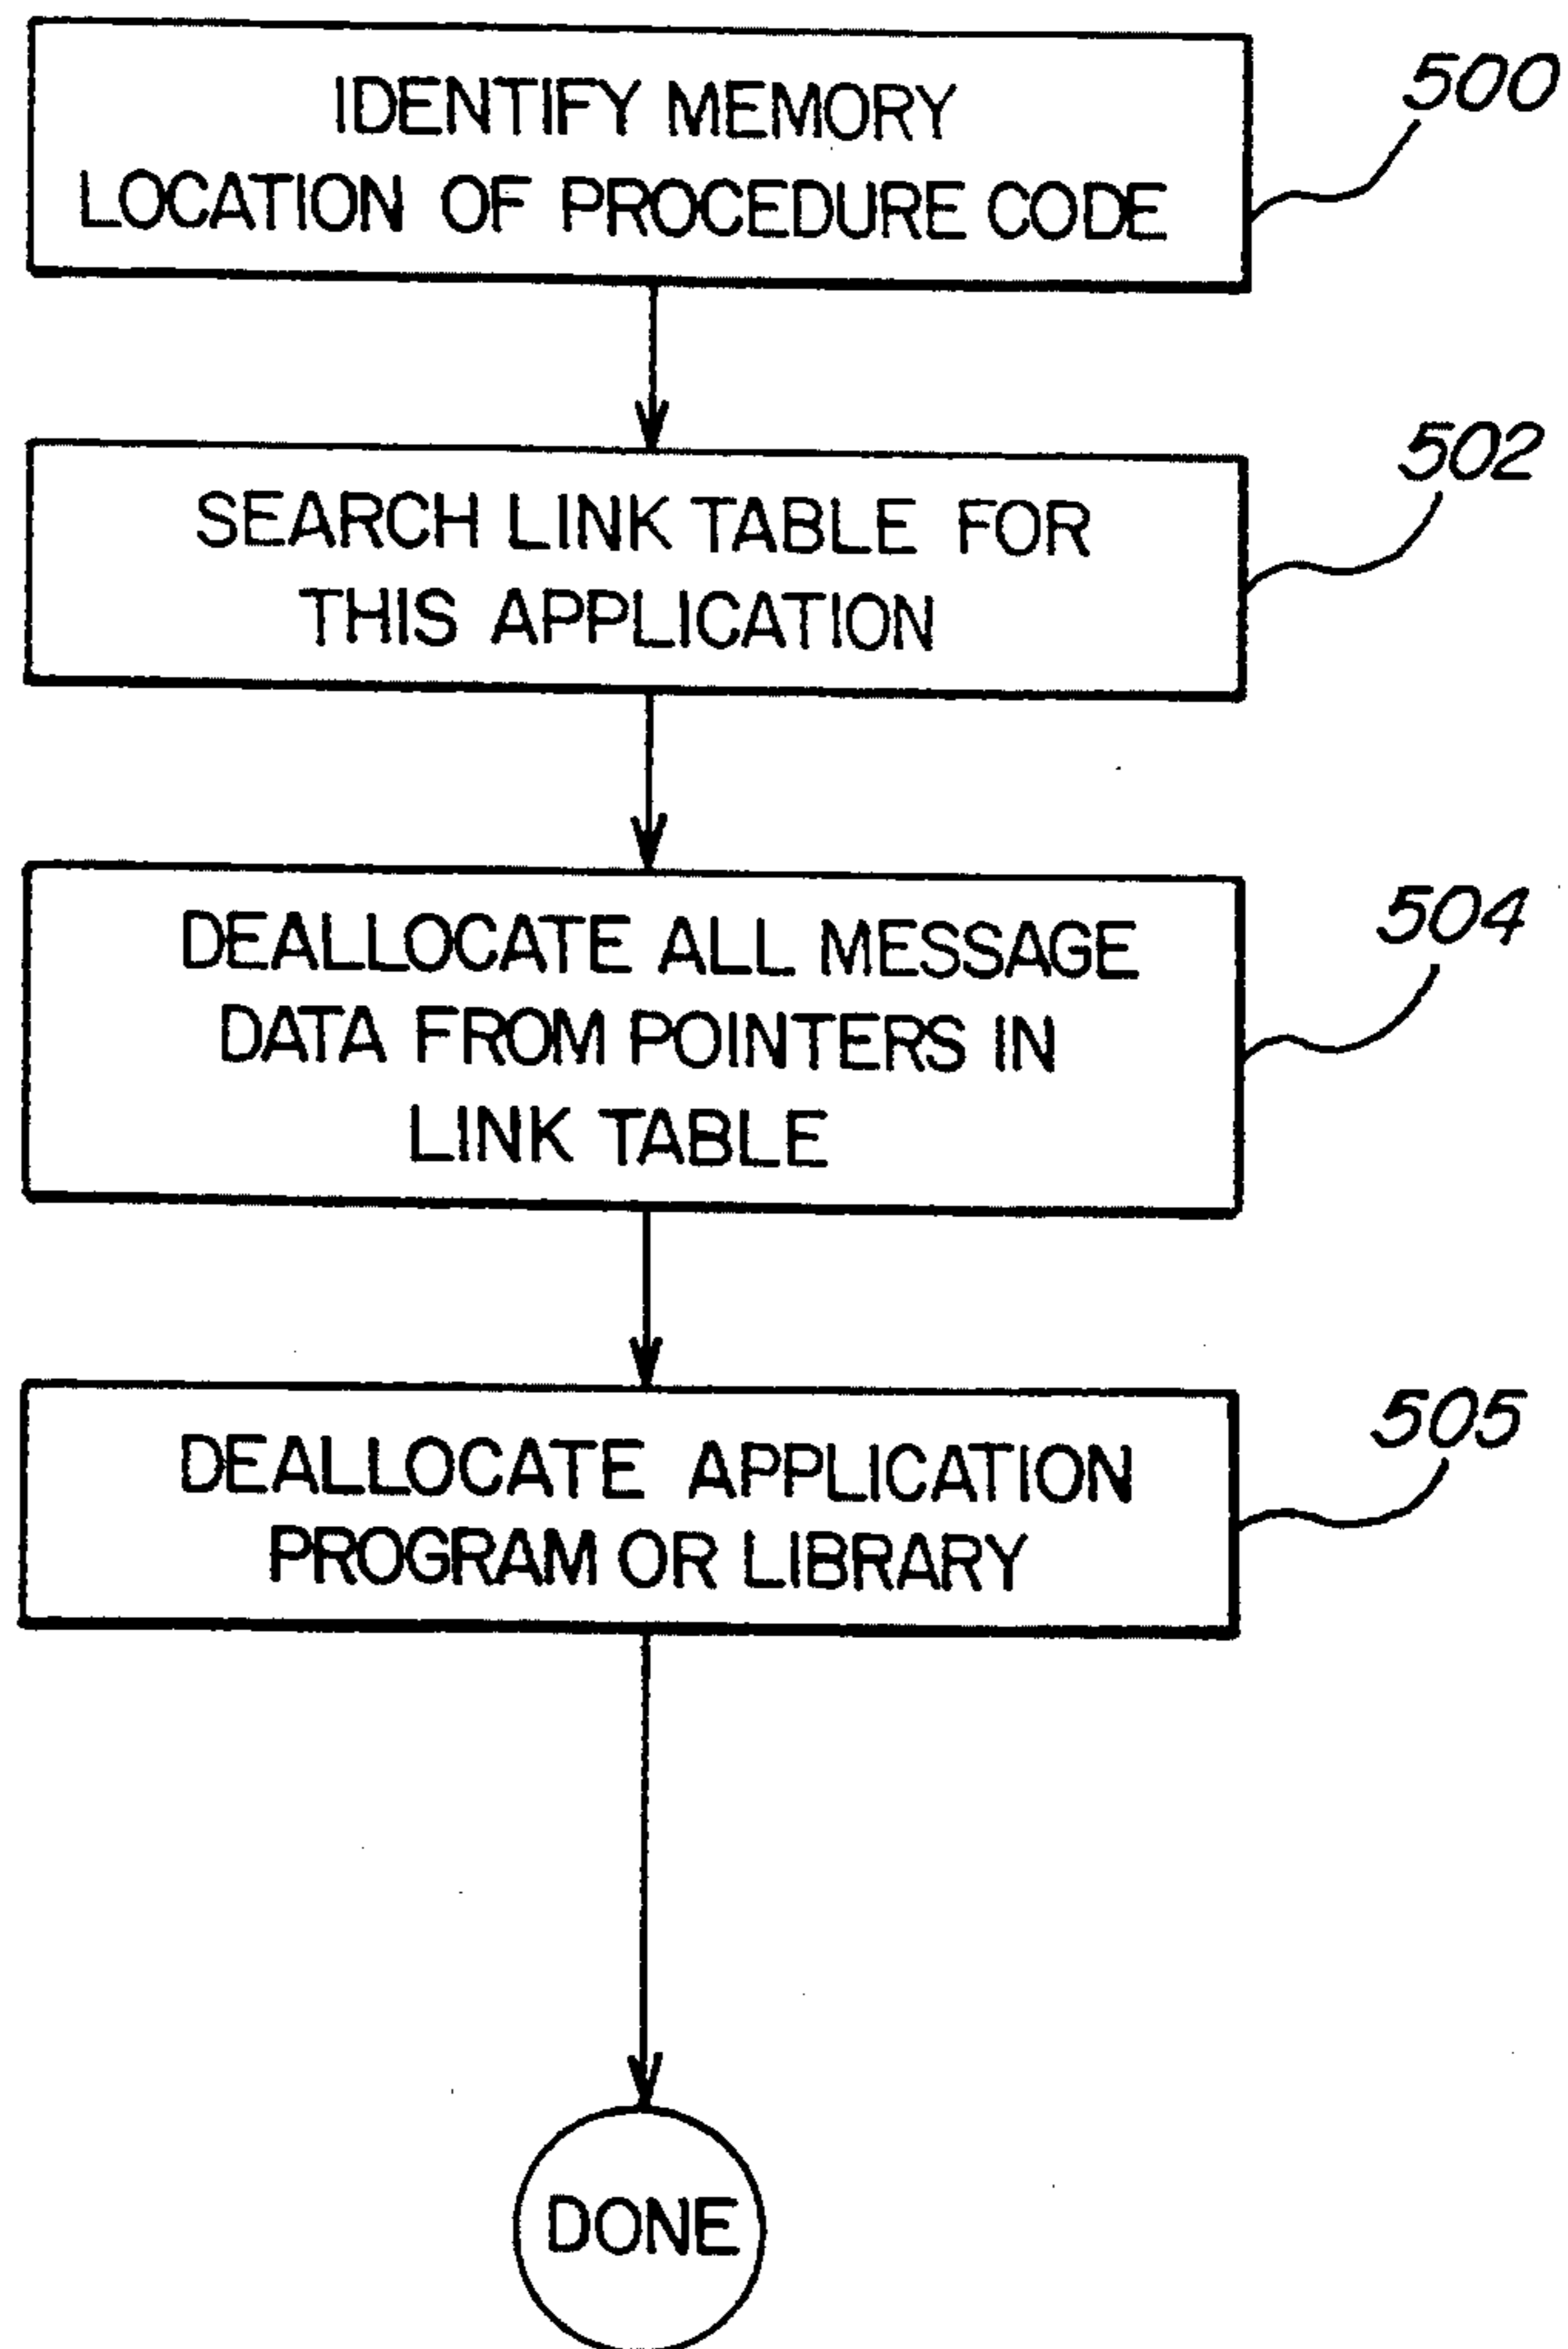 IDENTIFY MEMORY
LOCATION OF PROCEDURE CODE
500
SEARCH LINK TABLE FOR
THIS APPLICATION
502
DEALLOCATE ALL MESSAGE
DATA FROM POINTERS IN
LINK TABLE
504
DEALLOCATE APPLICATION
PROGRAM OR LIBRARY
505
DONE